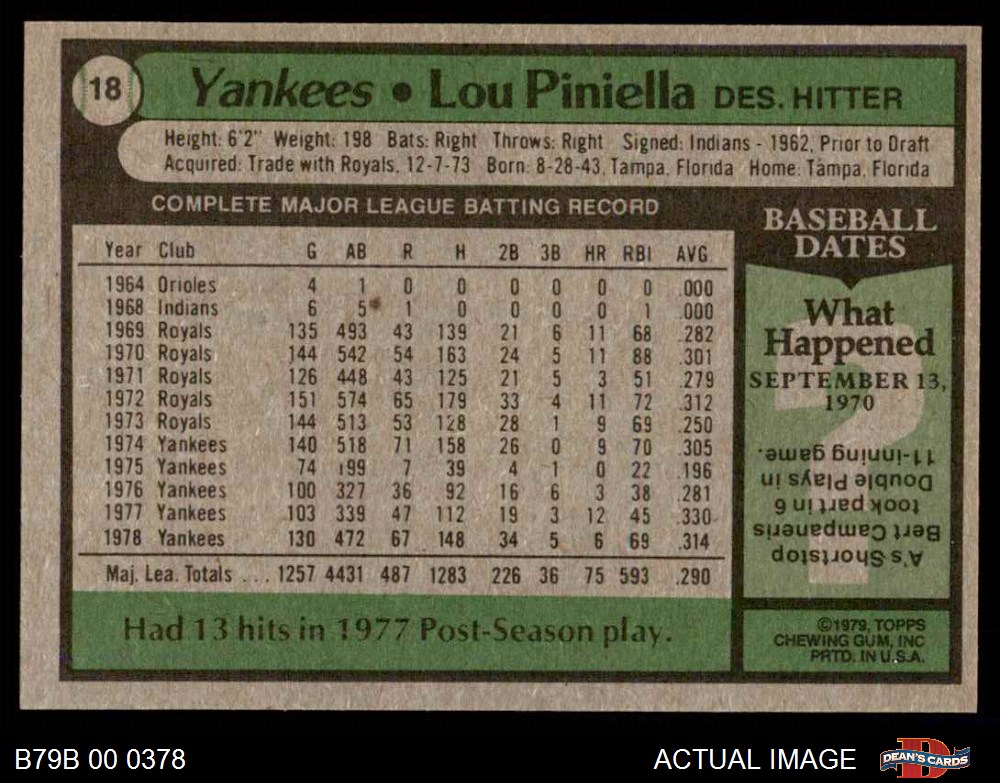 18
Yankees • Lou Piniella DES. HITTER
Height: 6'2" Weight: 198 Bats: Right Throws: Right Signed: Indians - 1962, Prior to Draft
Acquired: Trade with Royals, 12-7-73 Born: 8-28-43, Tampa, Florida Home: Tampa, Florida
COMPLETE MAJOR LEAGUE BATTING RECORD
Year Club G AB R H 2B 3B HR RBI AVG.
1964 Orioles 4 1 0 0 0 0 0 0 .000
1968 Indians 6 5 1 0 0 0 0 1 .000
1969 Royals 135 493 43 139 21 6 11 68 .282
1970 Royals 144 542 54 163 24 5 11 88 .301
1971 Royals 126 448 43 125 21 5 3 51 .279
1972 Royals 151 574 65 179 33 4 11 72 .312
1973 Royals 144 513 53 128 28 1 9 69 .250
1974 Yankees 140 518 71 158 26 0 9 70 .305
1975 Yankees 74 199 7 39 4 1 0 22 .196
1976 Yankees 100 327 36 92 16 6 3 38 .281
1977 Yankees 103 339 47 112 19 3 12 45 .330
1978 Yankees 130 472 67 148 34 5 6 69 .314
Maj. Lea. Totals ... 1257 4431 487 1283 226 36 75 593 .290
Had 13 hits in 1977 Post-Season play.
BASEBALL
DATES
What
Happened
SEPTEMBER 13,
1970
?
A's Shortstop
Bert Campaneris
took part in 6
Double Plays in
11-inning game.
©1979, TOPPS
CHEWING GUM, INC
PRTD. IN U.S.A.
B79B 00 0378
ACTUAL IMAGE
D
DEAN'S CARDS